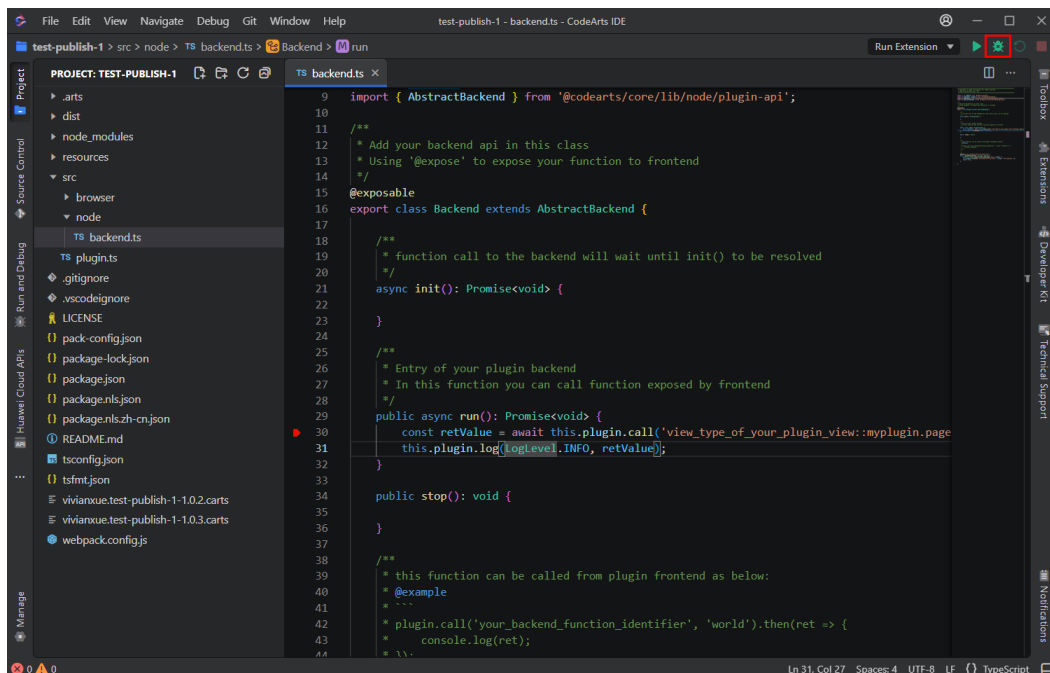 File Edit View Navigate Debug Git Window Help
test-publish-1 - backend.ts - CodeArts IDE
test-publish-1 > src > node > TS backend.ts > Backend > M run
Run Extension
Project
Source Control
Run and Debug
Huawei Cloud APIs
API
Manage
PROJECT: TEST-PUBLISH-1
.arts
dist
node_modules
resources
src
browser
node
TS backend.ts
TS plugin.ts
.gitignore
.vscodeignore
LICENSE
{} pack-config.json
{} package-lock.json
{} package.json
{} package.nls.json
{} package.nls.zh-cn.json
README.md
tsconfig.json
{} tsfmt.json
vivianxue.test-publish-1-1.0.2.carts
vivianxue.test-publish-1-1.0.3.carts
webpack.config.js
TS backend.ts ×
9 import { AbstractBackend } from '@codearts/core/lib/node/plugin-api';
10
11 /**
12 * Add your backend api in this class
13 * Using '@expose' to expose your function to frontend
14 */
15 @exposable
16 export class Backend extends AbstractBackend {
17
18 /**
19 * function call to the backend will wait until init() to be resolved
20 */
21 async init(): Promise<void> {
22
23 }
24
25 /**
26 * Entry of your plugin backend
27 * In this function you can call function exposed by frontend
28 */
29 public async run(): Promise<void> {
30 const retValue = await this.plugin.call('view_type_of_your_plugin_view::myplugin.page
31 this.plugin.log(LogLevel.INFO, retValue);
32 }
33
34 public stop(): void {
35
36 }
37
38 /**
39 * this function can be called from plugin frontend as below:
40 * @example
41 * ```
42 * plugin.call('your_backend_function_identifier', 'world').then(ret => {
43 * console.log(ret);
44 * });
Toolbox
Extensions
Developer Kit
Technical Support
Notifications
0 0
Ln 31, Col 27 Spaces: 4 UTF-8 LF {} TypeScript